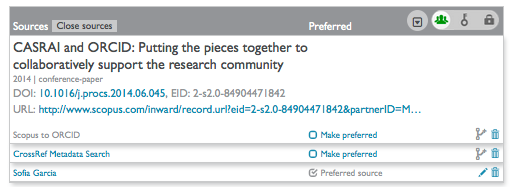 Sources Close sources Preferred
CASRAI and ORCID: Putting the pieces together to
collaboratively support the research community
2014 | conference-paper
DOI: 10.1016/j.procs.2014.06.045, EID: 2-s2.0-84904471842
URL: http://www.scopus.com/inward/record.url?eid=2-s2.0-84904471842&partnerID=M…
Scopus to ORCID Make preferred
CrossRef Metadata Search Make preferred
Sofia Garcia Preferred source